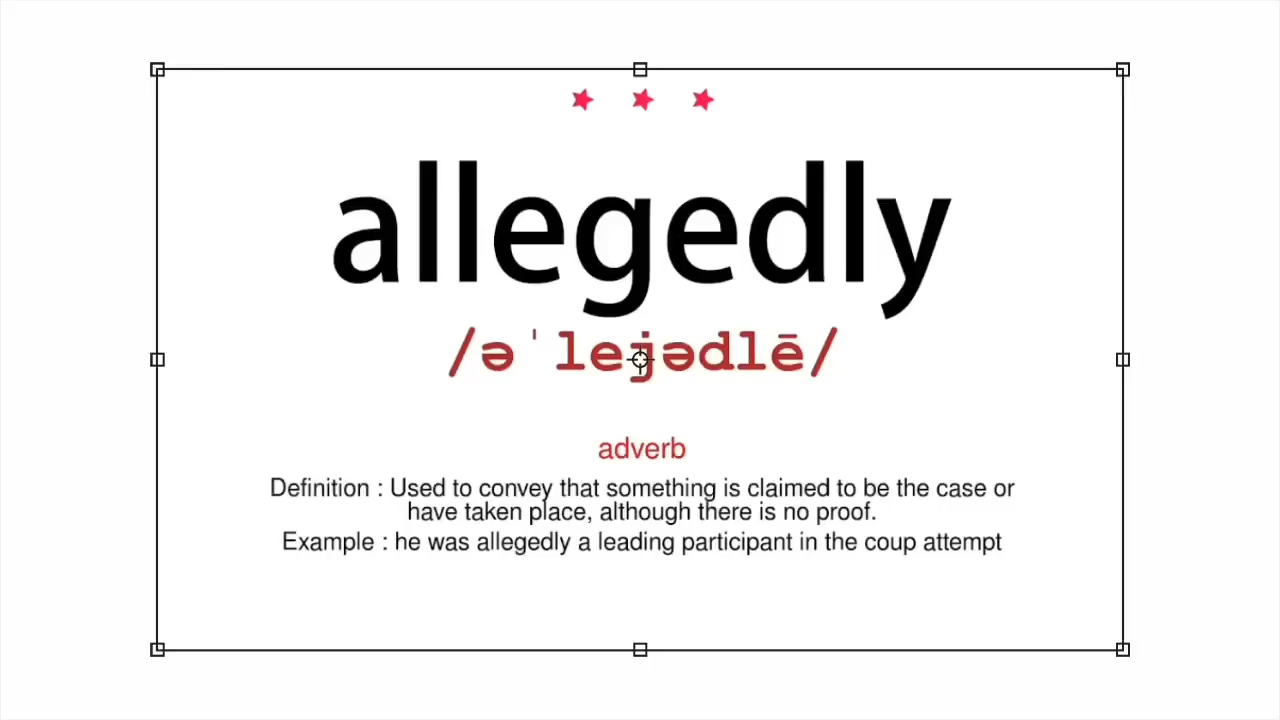 allegedly
/əˈlejədlē/
adverb
Definition : Used to convey that something is claimed to be the case or
have taken place, although there is no proof.
Example : he was allegedly a leading participant in the coup attempt